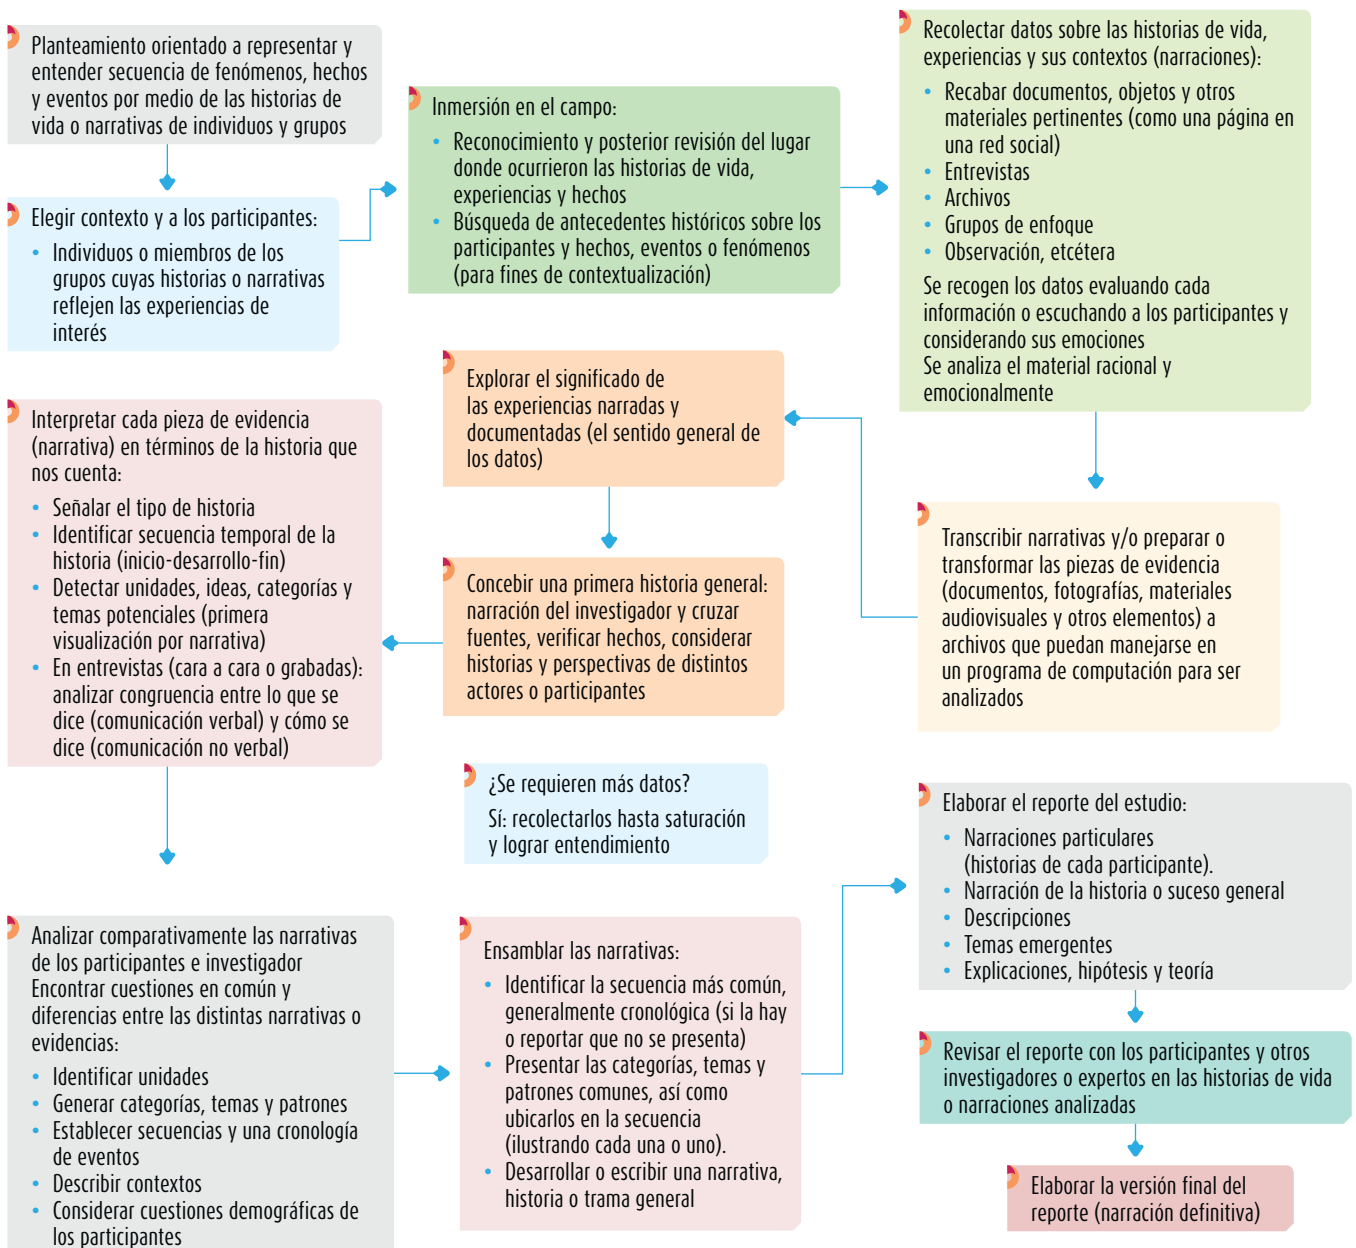 Planteamiento orientado a representar y
entender secuencia de fenómenos, hechos
y eventos por medio de las historias de
vida o narrativas de individuos y grupos
Elegir contexto y a los participantes:
• Individuos o miembros de los
grupos cuyas historias o narrativas
reflejen las experiencias de
interés
Inmersión en el campo:
• Reconocimiento y posterior revisión del lugar
donde ocurrieron las historias de vida,
experiencias y hechos
• Búsqueda de antecedentes históricos sobre los
participantes y hechos, eventos o fenómenos
(para fines de contextualización)
Recolectar datos sobre las historias de vida,
experiencias y sus contextos (narraciones):
• Recabar documentos, objetos y otros
materiales pertinentes (como una página en
una red social)
• Entrevistas
• Archivos
• Grupos de enfoque
• Observación, etcétera
Se recogen los datos evaluando cada
información o escuchando a los participantes y
considerando sus emociones
Se analiza el material racional y
emocionalmente
Transcribir narrativas y/o preparar o
transformar las piezas de evidencia
(documentos, fotografías, materiales
audiovisuales y otros elementos) a
archivos que puedan manejarse en
un programa de computación para ser
analizados
Explorar el significado de
las experiencias narradas y
documentadas (el sentido general de
los datos)
Concebir una primera historia general:
narración del investigador y cruzar
fuentes, verificar hechos, considerar
historias y perspectivas de distintos
actores o participantes
Interpretar cada pieza de evidencia
(narrativa) en términos de la historia que
nos cuenta:
• Señalar el tipo de historia
• Identificar secuencia temporal de la
historia (inicio-desarrollo-fin)
• Detectar unidades, ideas, categorías y
temas potenciales (primera
visualización por narrativa)
• En entrevistas (cara a cara o grabadas):
analizar congruencia entre lo que se
dice (comunicación verbal) y cómo se
dice (comunicación no verbal)
¿Se requieren más datos?
Sí: recolectarlos hasta saturación
y lograr entendimiento
Analizar comparativamente las narrativas
de los participantes e investigador
Encontrar cuestiones en común y
diferencias entre las distintas narrativas o
evidencias:
• Identificar unidades
• Generar categorías, temas y patrones
• Establecer secuencias y una cronología
de eventos
• Describir contextos
• Considerar cuestiones demográficas de
los participantes
Ensamblar las narrativas:
• Identificar la secuencia más común,
generalmente cronológica (si la hay
o reportar que no se presenta)
• Presentar las categorías, temas y
patrones comunes, así como
ubicarlos en la secuencia
(ilustrando cada una o uno).
• Desarrollar o escribir una narrativa,
historia o trama general
Elaborar el reporte del estudio:
• Narraciones particulares
(historias de cada participante).
• Narración de la historia o suceso general
• Descripciones
• Temas emergentes
• Explicaciones, hipótesis y teoría
Revisar el reporte con los participantes y otros
investigadores o expertos en las historias de vida
o narraciones analizadas
Elaborar la versión final del
reporte (narración definitiva)